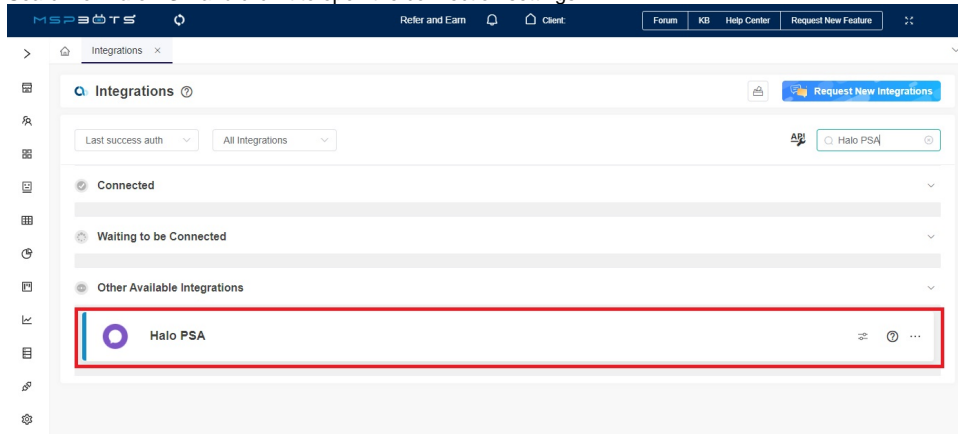 MSPBOTS
Refer and Earn
Client:
Forum
KB
Help Center
Request New Feature
Integrations ×
Integrations
Request New Integrations
Last success auth
All Integrations
API
Halo PSA
Connected
Waiting to be Connected
Other Available Integrations
Halo PSA